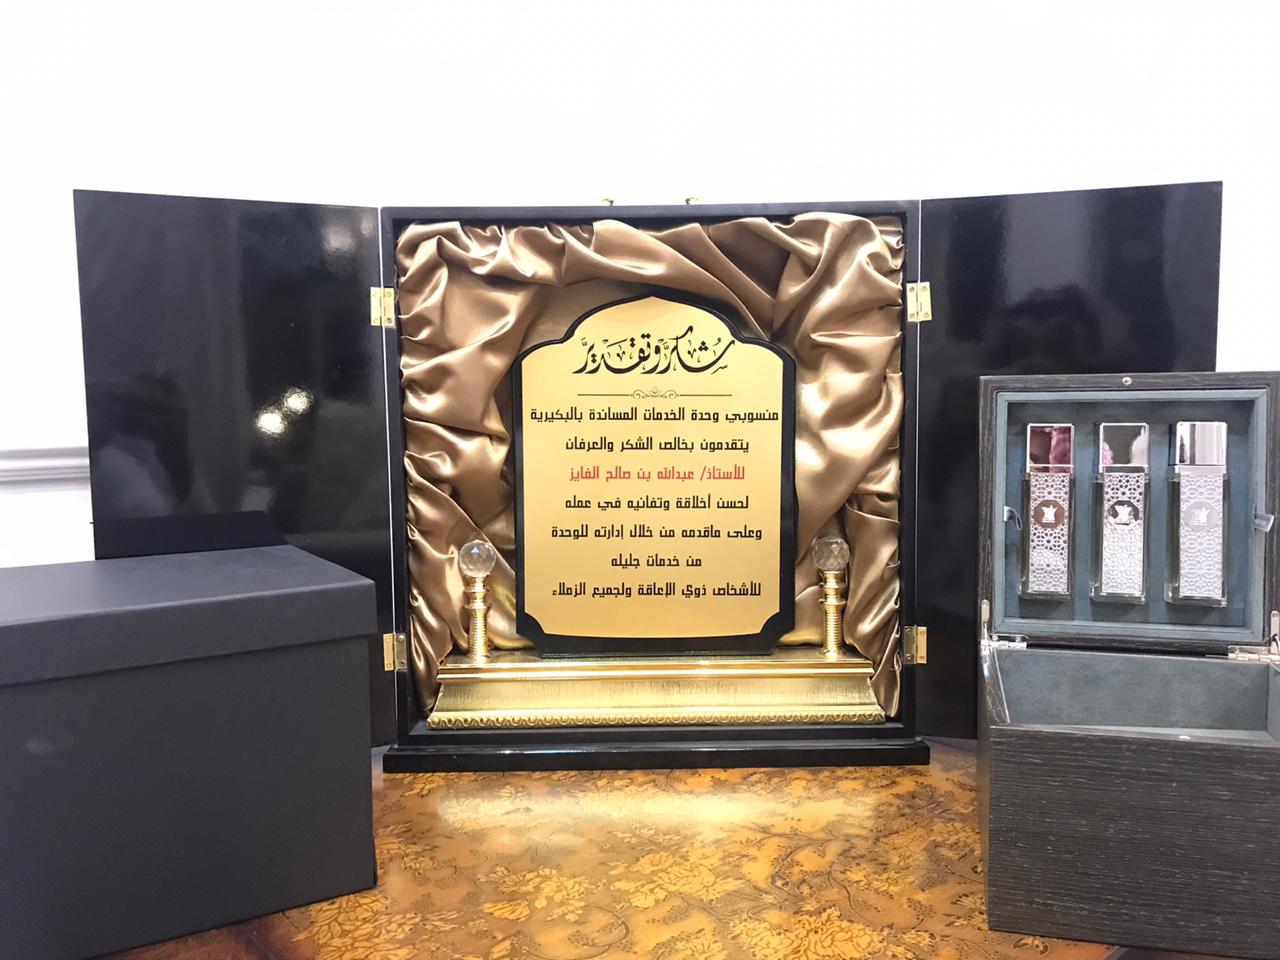 شكر وتقدير
منسوبي وحدة الخدمات المساندة بالبكيرية
يتقدمون بخالص الشكر والعرفان
للأستاذ/ عبدالله بن صالح الفايز
لحسن أخلاقة وتفانيه في عمله
وعلى ماقدمه من خلال إدارته للوحدة
من خدمات جليله
للأشخاص ذوي الإعاقة ولجميع الزملاء